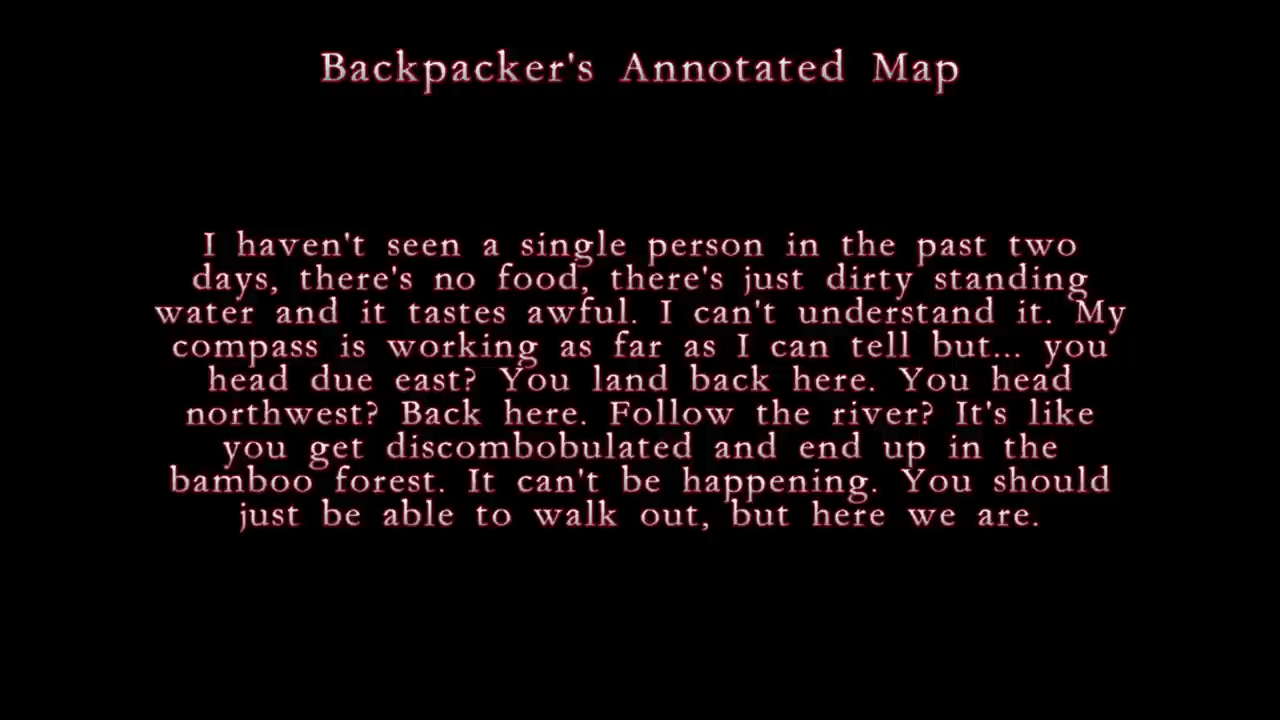 Backpacker's Annotated Map
I haven't seen a single person in the past two
days, there's no food, there's just dirty standing
water and it tastes awful. I can't understand it. My
compass is working as far as I can tell but... you
head due east? You land back here. You head
northwest? Back here. Follow the river? It's like
you get discombobulated and end up in the
bamboo forest. It can't be happening. You should
just be able to walk out, but here we are.